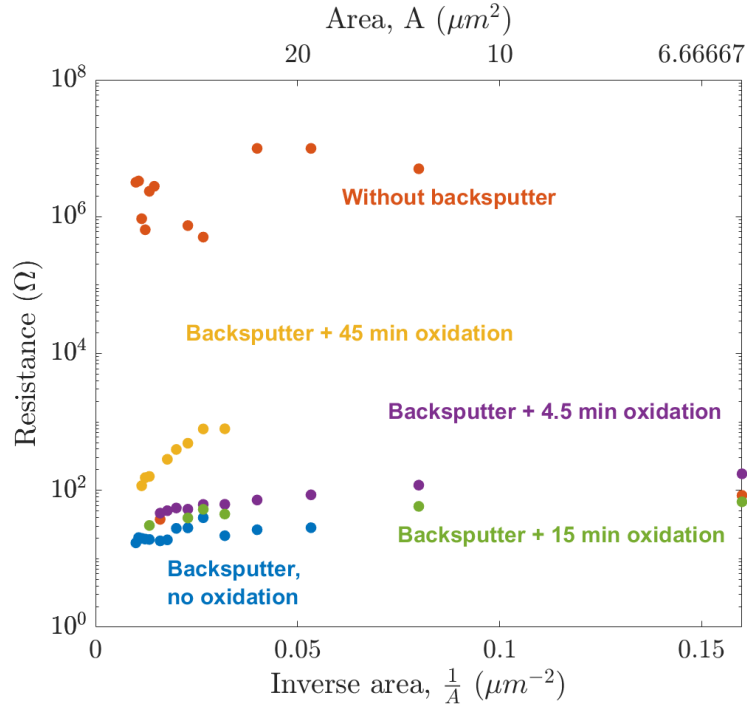 Area, A (μm²)
20 10 6.66667
10⁸
Without backsputter
10⁶
Resistance (Ω)
Backsputter + 45 min oxidation
10⁴
Backsputter + 4.5 min oxidation
10²
Backsputter + 15 min oxidation
Backsputter,
no oxidation
10⁰
0 0.05 0.1 0.15
Inverse area, 1/A (μm⁻²)